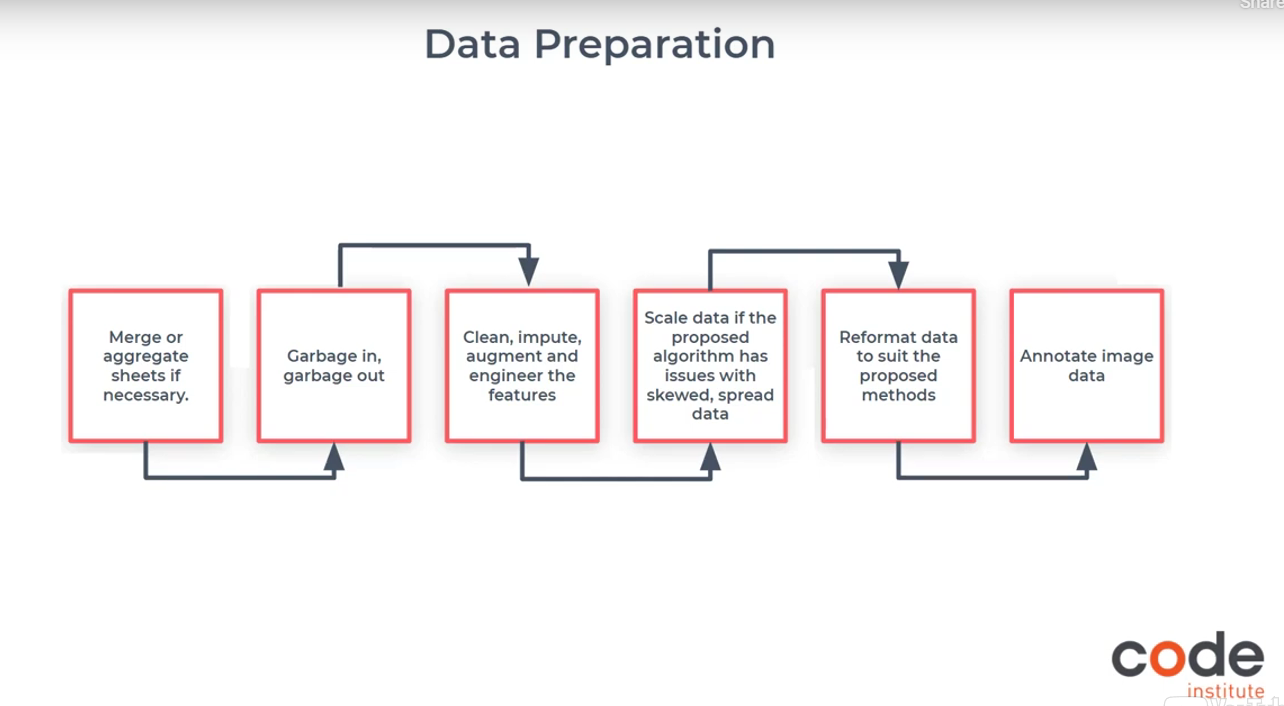 Share
Data Preparation
Merge or
aggregate
sheets if
necessary.
Garbage in,
garbage out
Clean, impute,
augment and
engineer the
features
Scale data if the
proposed
algorithm has
issues with
skewed, spread
data
Reformat data
to suit the
proposed
methods
Annotate image
data
code
institute